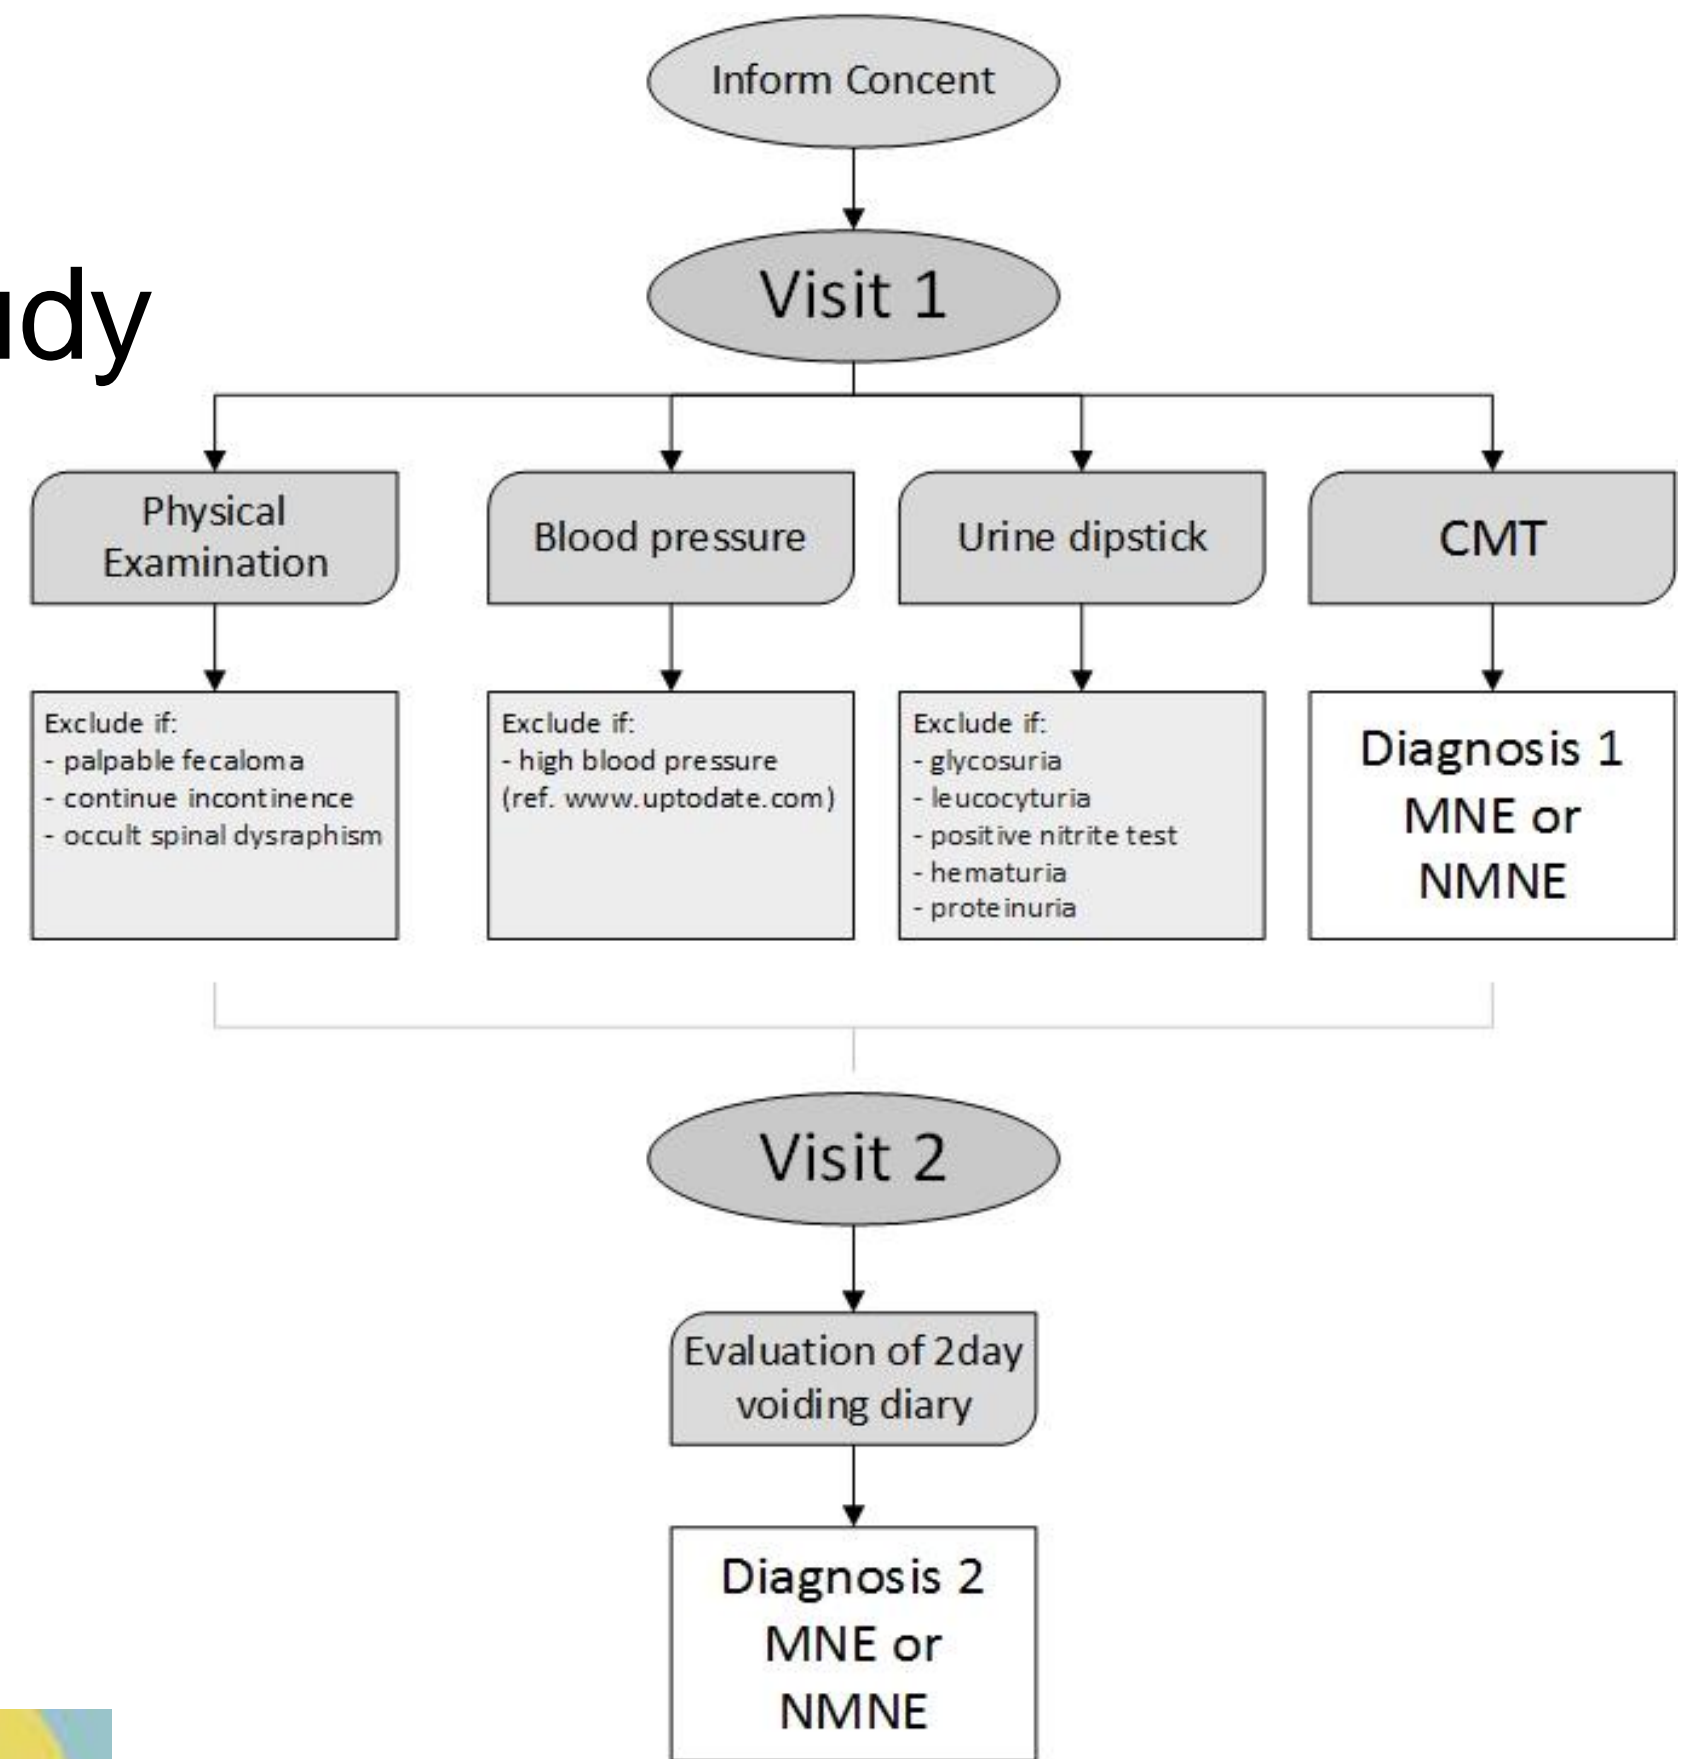 Inform Concent
Visit 1
udy
Physical
Examination
Blood pressure
Urine dipstick
CMT
Exclude if:
- palpable fecaloma
- continue incontinence
- occult spinal dysraphism
Exclude if:
- high blood pressure
(ref. www.uptodate.com)
Exclude if:
- glycosuria
- leucocyturia
- positive nitrite test
- hematuria
- proteinuria
Diagnosis 1
MNE or
NMNE
Visit 2
Evaluation of 2day
voiding diary
Diagnosis 2
MNE or
NMNE